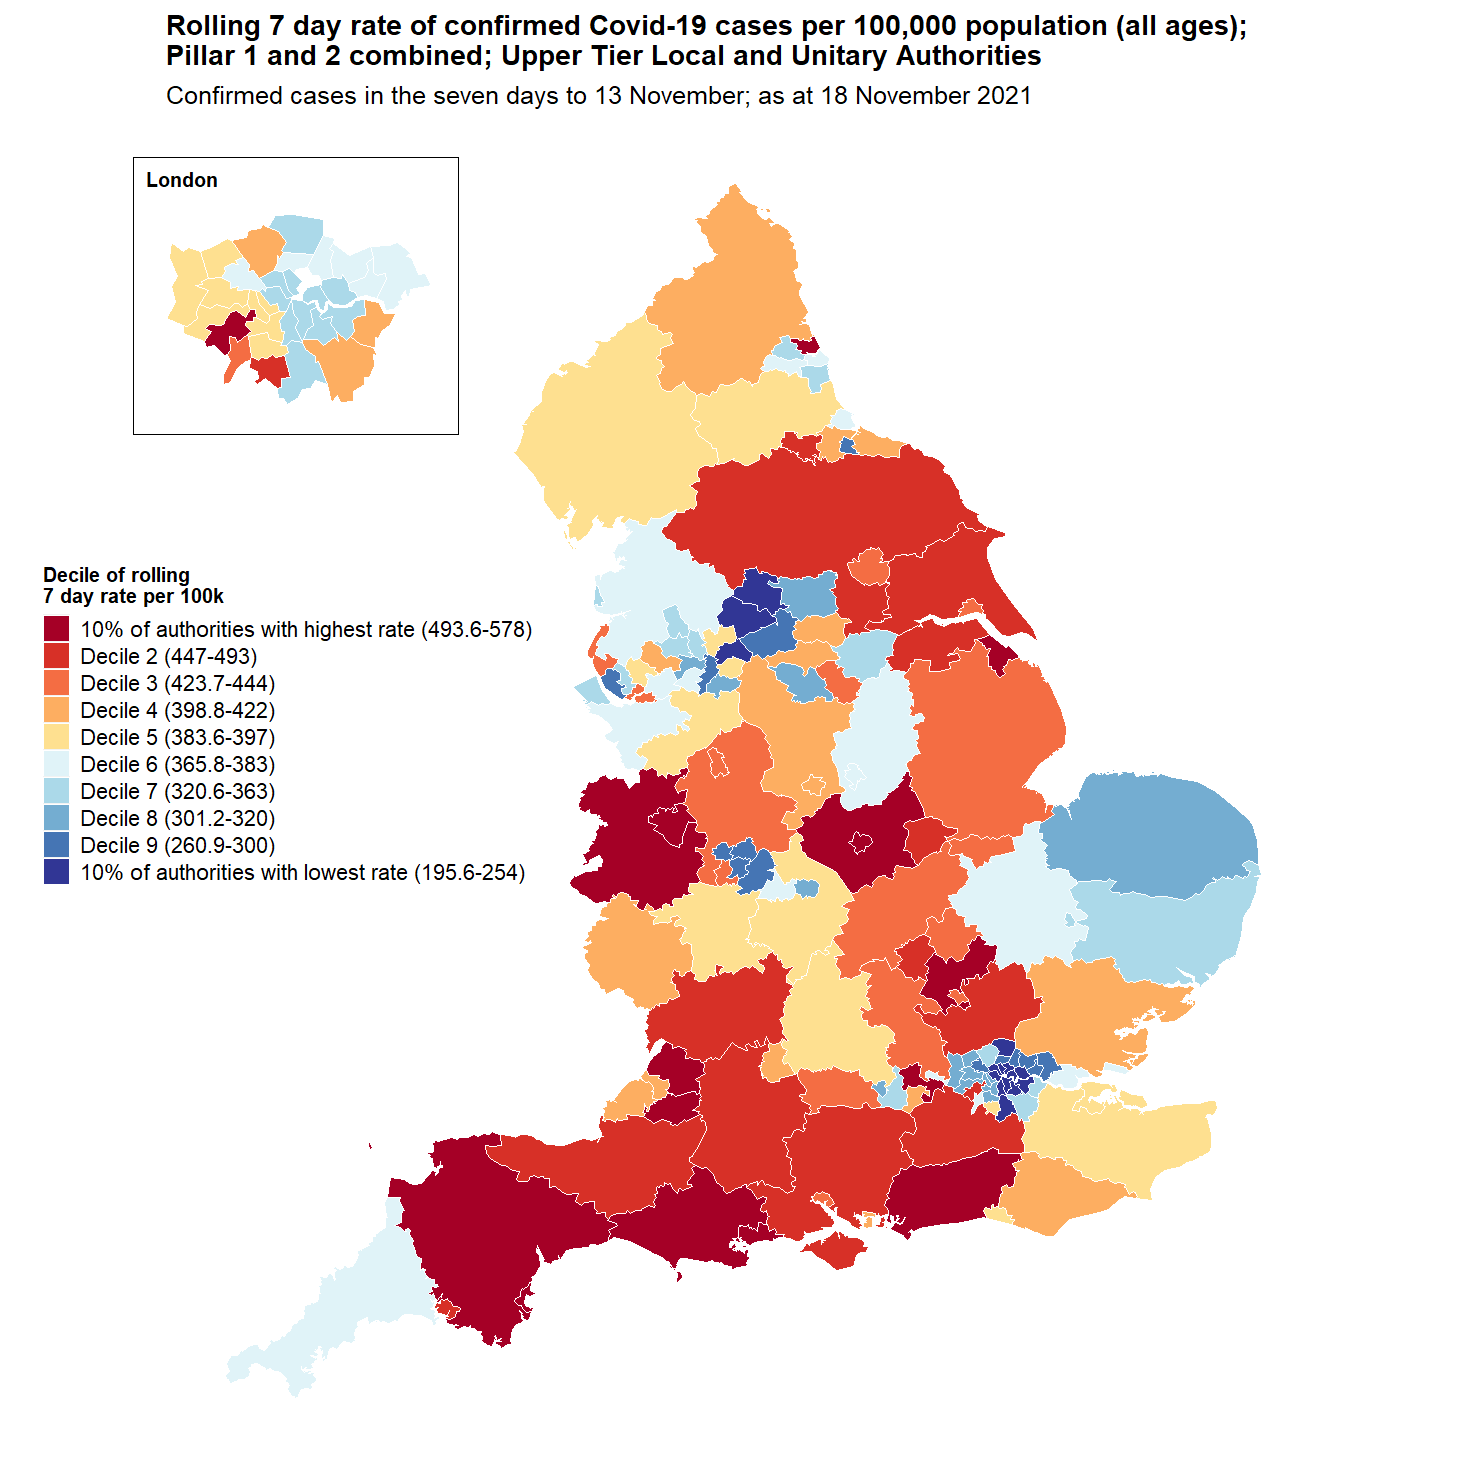 Rolling 7 day rate of confirmed Covid-19 cases per 100,000 population (all ages);
Pillar 1 and 2 combined; Upper Tier Local and Unitary Authorities
Confirmed cases in the seven days to 13 November; as at 18 November 2021
London
Decile of rolling
7 day rate per 100k
10% of authorities with highest rate (493.6-578)
Decile 2 (447-493)
Decile 3 (423.7-444)
Decile 4 (398.8-422)
Decile 5 (383.6-397)
Decile 6 (365.8-383)
Decile 7 (320.6-363)
Decile 8 (301.2-320)
Decile 9 (260.9-300)
10% of authorities with lowest rate (195.6-254)